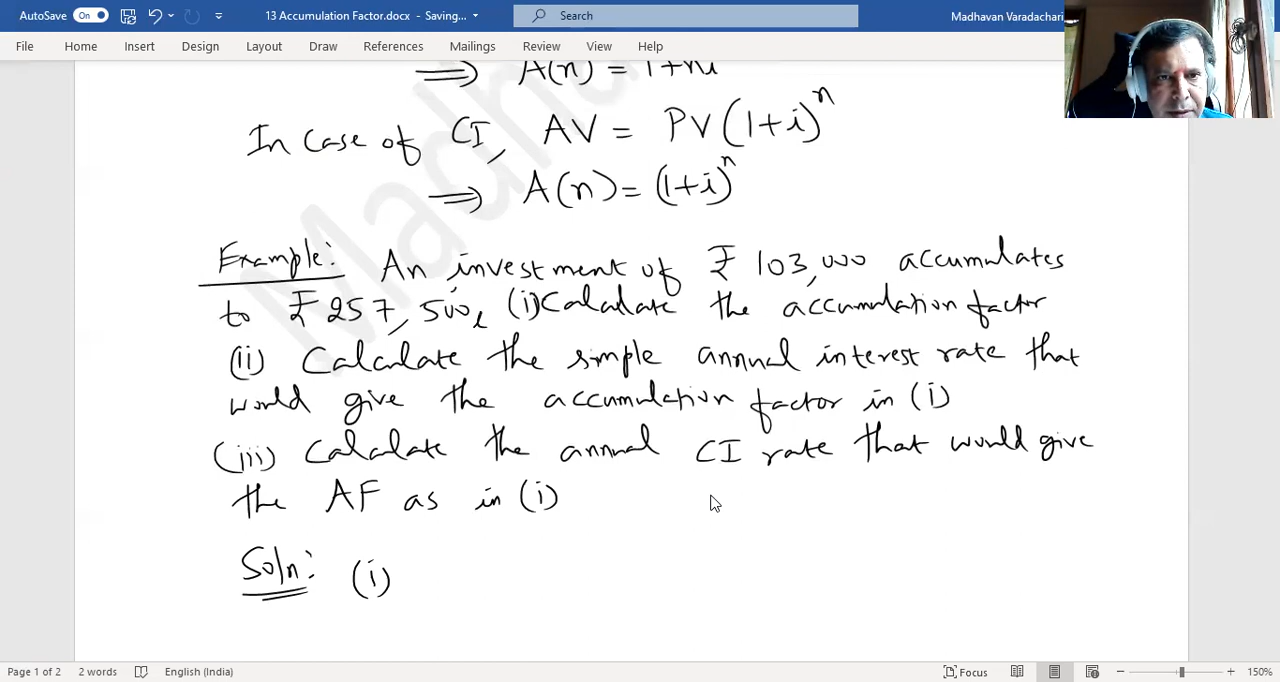 AutoSave On 13 Accumulation Factor.docx - Saving... Search Madhavan Varadachari
File Home Insert Design Layout Draw References Mailings Review View Help
⟹ A(n) = 1+ni
In Case of CI, AV = PV(1+i)^n
⟹ A(n) = (1+i)^n
Example: An investment of ₹ 103,000 accumulates
to ₹ 257,500, (i) Calculate the accumulation factor
(ii) Calculate the simple annual interest rate that
would give the accumulation factor in (i)
(iii) Calculate the annual CI rate that would give
the AF as in (i)
Soln: (i)
Page 1 of 2 2 words English (India) Focus 150%